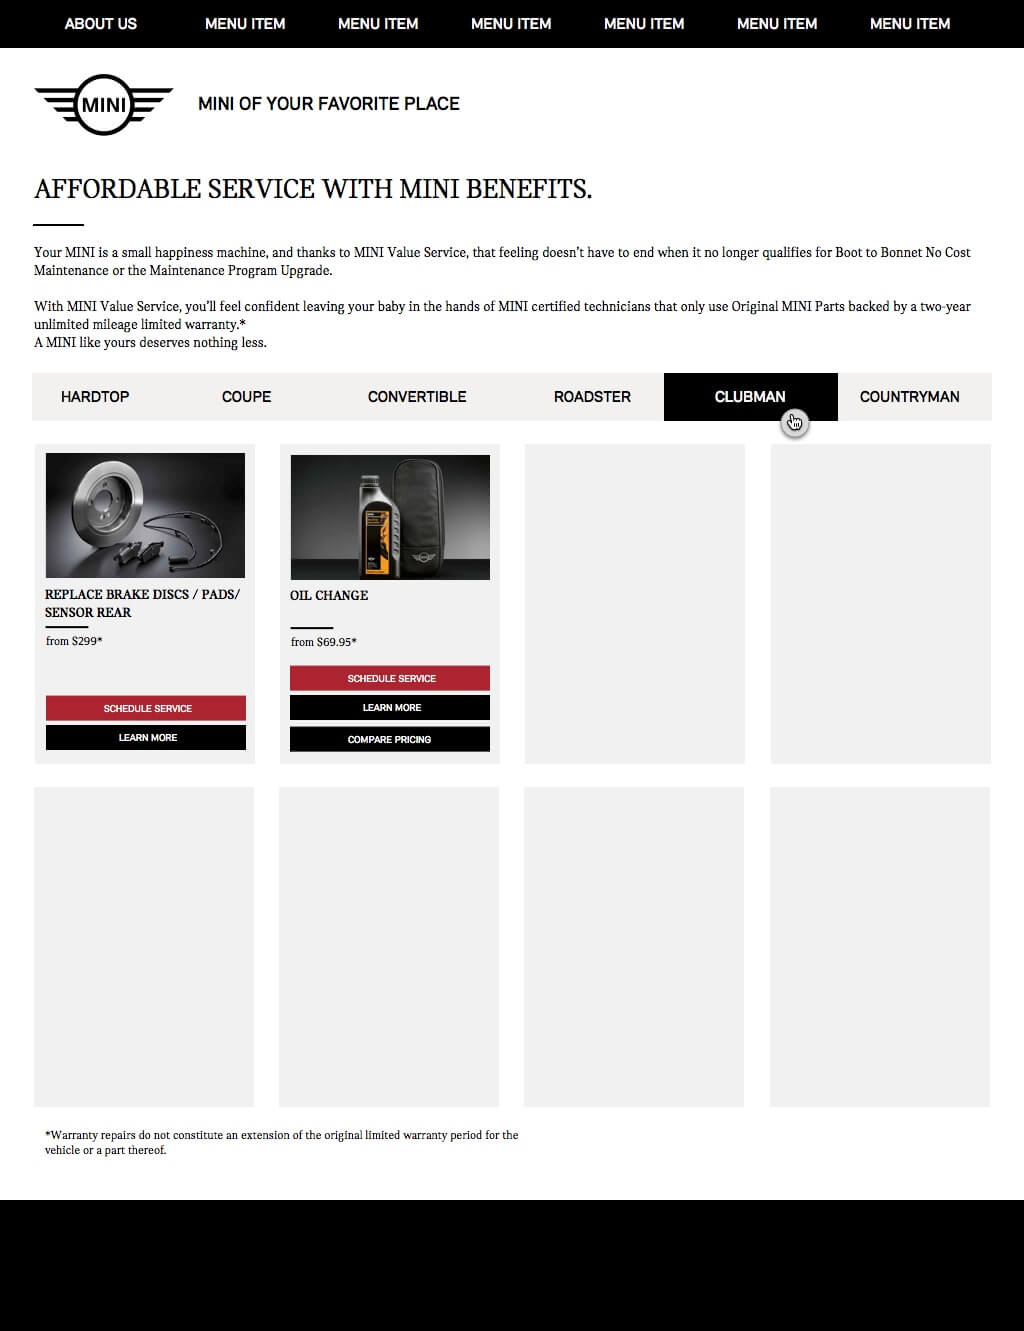 ABOUT US MENU ITEM MENU ITEM MENU ITEM MENU ITEM MENU ITEM MENU ITEM
MINI
MINI OF YOUR FAVORITE PLACE
AFFORDABLE SERVICE WITH MINI BENEFITS.
Your MINI is a small happiness machine, and thanks to MINI Value Service, that feeling doesn't have to end when it no longer qualifies for Boot to Bonnet No Cost
Maintenance or the Maintenance Program Upgrade.
With MINI Value Service, you'll feel confident leaving your baby in the hands of MINI certified technicians that only use Original MINI Parts backed by a two-year
unlimited mileage limited warranty.*
A MINI like yours deserves nothing less.
HARDTOP COUPE CONVERTIBLE ROADSTER CLUBMAN COUNTRYMAN
REPLACE BRAKE DISCS / PADS/
SENSOR REAR
from $299*
SCHEDULE SERVICE
LEARN MORE
OIL CHANGE
from $69.95*
SCHEDULE SERVICE
LEARN MORE
COMPARE PRICING
*Warranty repairs do not constitute an extension of the original limited warranty period for the
vehicle or a part thereof.